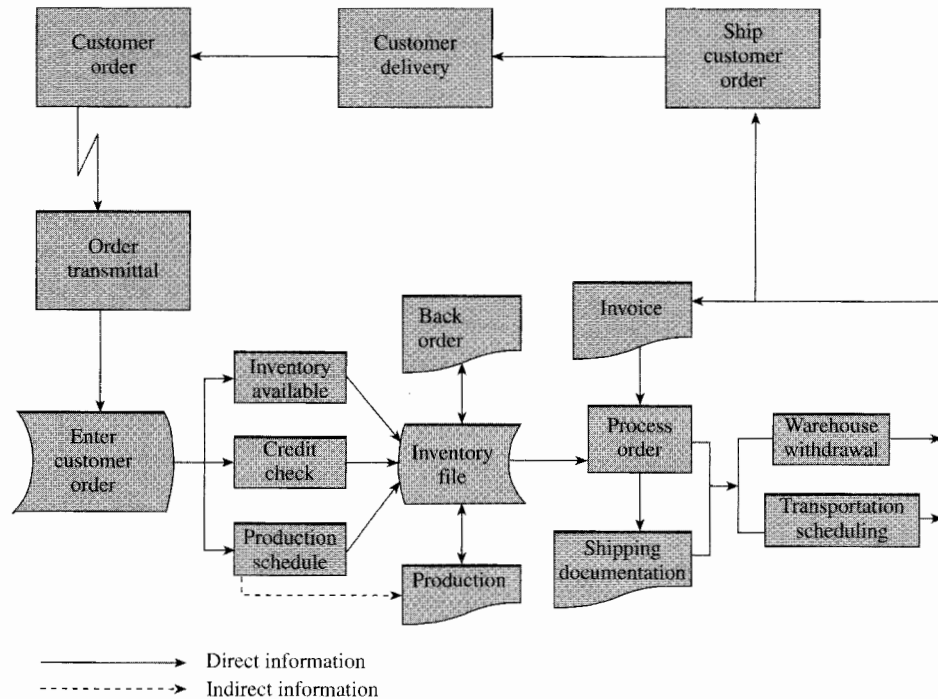 Customer
order
Customer
delivery
Ship
customer
order
Order
transmittal
Back
order
Invoice
Inventory
available
Enter
customer
order
Credit
check
Inventory
file
Process
order
Warehouse
withdrawal
Production
schedule
Production
Shipping
documentation
Transportation
scheduling
Direct information
Indirect information